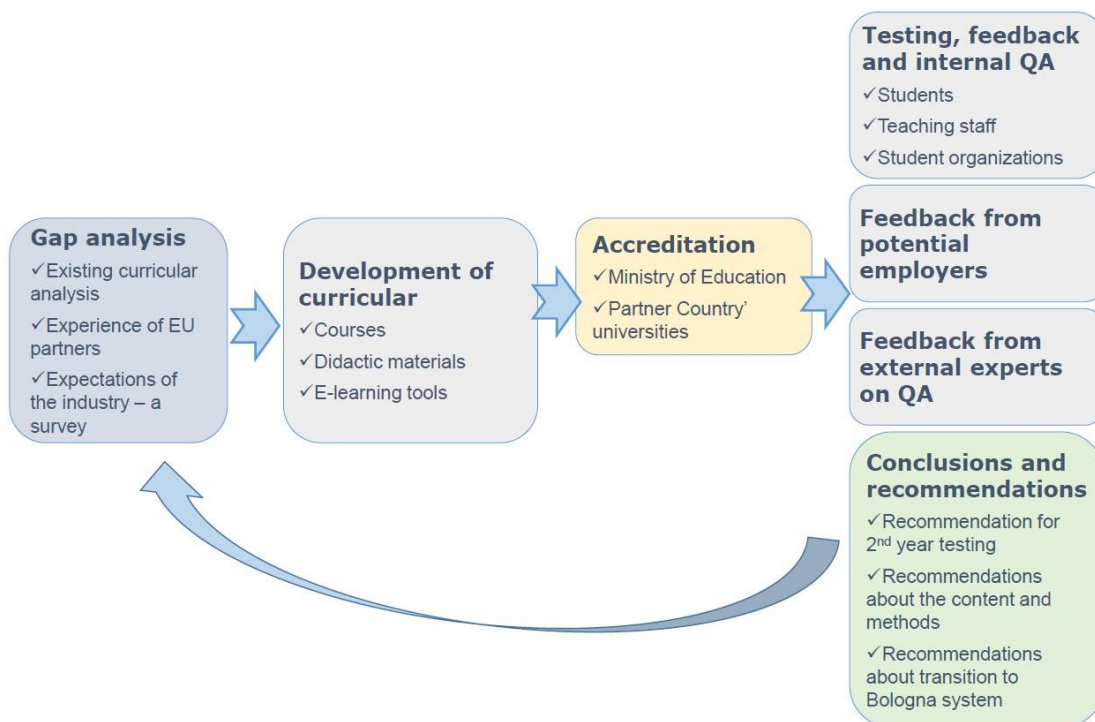 Gap analysis
✓Existing curricular
analysis
✓Experience of EU
partners
✓Expectations of
the industry – a
survey
Development of
curricular
✓Courses
✓Didactic materials
✓E-learning tools
Accreditation
✓Ministry of Education
✓Partner Country’
universities
Testing, feedback
and internal QA
✓Students
✓Teaching staff
✓Student organizations
Feedback from
potential
employers
Feedback from
external experts
on QA
Conclusions and
recommendations
✓Recommendation for
2nd year testing
✓Recommendations
about the content and
methods
✓Recommendations
about transition to
Bologna system